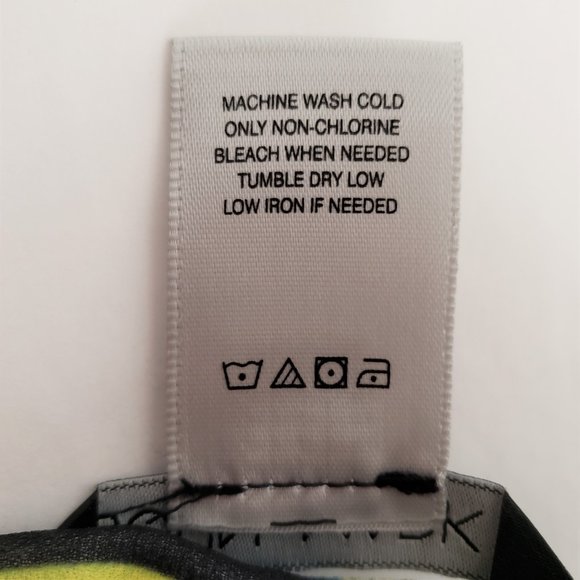 MACHINE WASH COLD
ONLY NON-CHLORINE
BLEACH WHEN NEEDED
TUMBLE DRY LOW
LOW IRON IF NEEDED